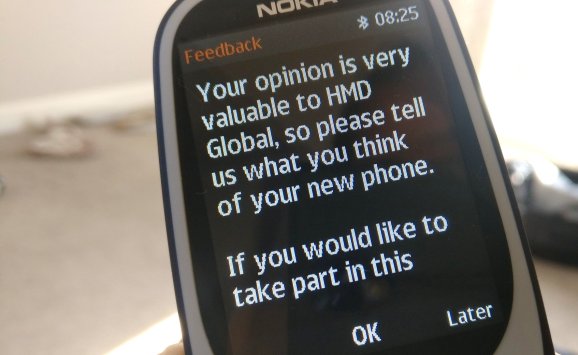 NOKIA
08:25
Feedback
Your opinion is very
valuable to HMD
Global, so please tell
us what you think
of your new phone.
If you would like to
take part in this
OK
Later